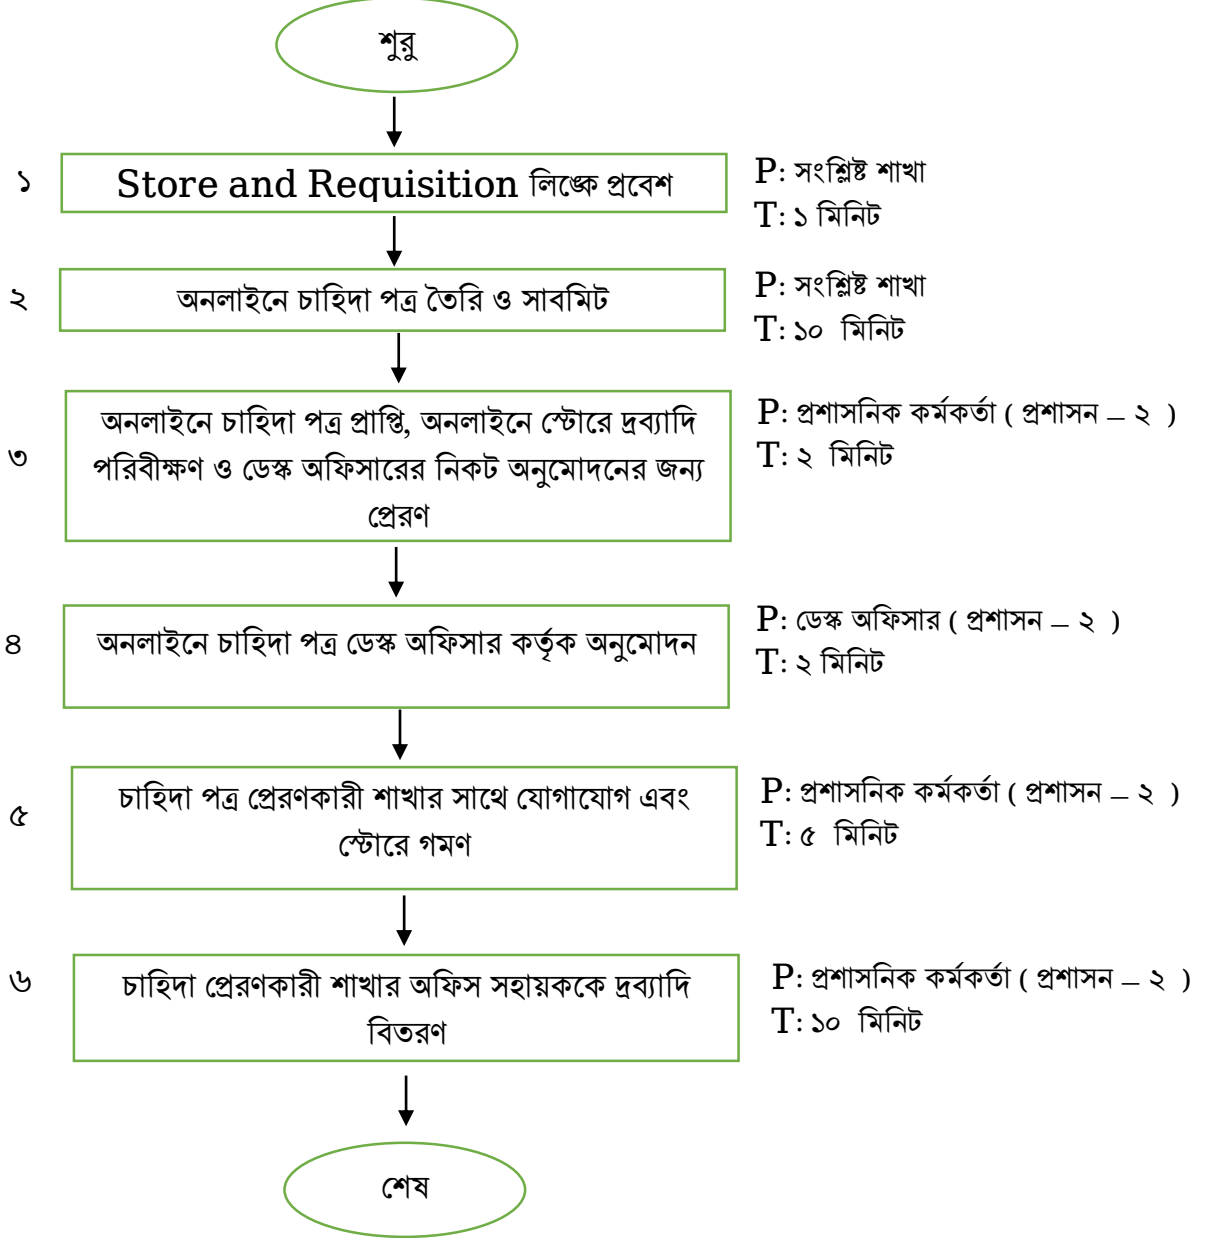 শুরু
১
Store and Requisition লিঙ্কে প্রবেশ
P: সংশ্লিষ্ট শাখা
T: ১ মিনিট
২
অনলাইনে চাহিদা পত্র তৈরি ও সাবমিট
P: সংশ্লিষ্ট শাখা
T: ১০ মিনিট
৩
অনলাইনে চাহিদা পত্র প্রাপ্তি, অনলাইনে স্টোরে দ্রব্যাদি
পরিবীক্ষণ ও ডেস্ক অফিসারের নিকট অনুমোদনের জন্য
প্রেরণ
P: প্রশাসনিক কর্মকর্তা ( প্রশাসন – ২ )
T: ২ মিনিট
৪
অনলাইনে চাহিদা পত্র ডেস্ক অফিসার কর্তৃক অনুমোদন
P: ডেস্ক অফিসার ( প্রশাসন – ২ )
T: ২ মিনিট
৫
চাহিদা পত্র প্রেরণকারী শাখার সাথে যোগাযোগ এবং
স্টোরে গমণ
P: প্রশাসনিক কর্মকর্তা ( প্রশাসন – ২ )
T: ৫ মিনিট
৬
চাহিদা প্রেরণকারী শাখার অফিস সহায়ককে দ্রব্যাদি
বিতরণ
P: প্রশাসনিক কর্মকর্তা ( প্রশাসন – ২ )
T: ১০ মিনিট
শেষ